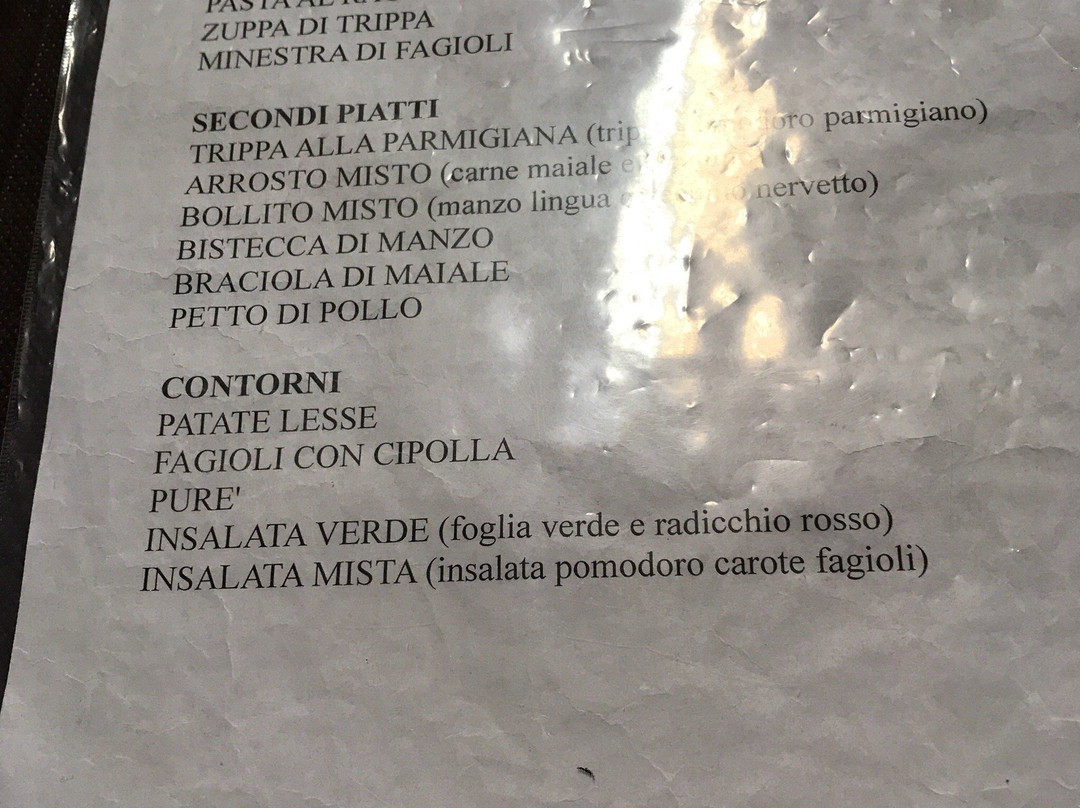 PASTA AL
ZUPPA DI TRIPPA
MINESTRA DI FAGIOLI
SECONDI PIATTI
TRIPPA ALLA PARMIGIANA (parmigiano)
ARROSTO MISTO (carne maiale
BOLLITO MISTO (manzo lingua nervetto)
BISTECCA DI MANZO
BRACIOLA DI MAIALE
PETTO DI POLLO
CONTORNI
PATATE LESSE
FAGIOLI CON CIPOLLA
PURE'
INSALATA VERDE (foglia verde e radicchio rosso)
INSALATA MISTA (insalata pomodoro carote fagioli)